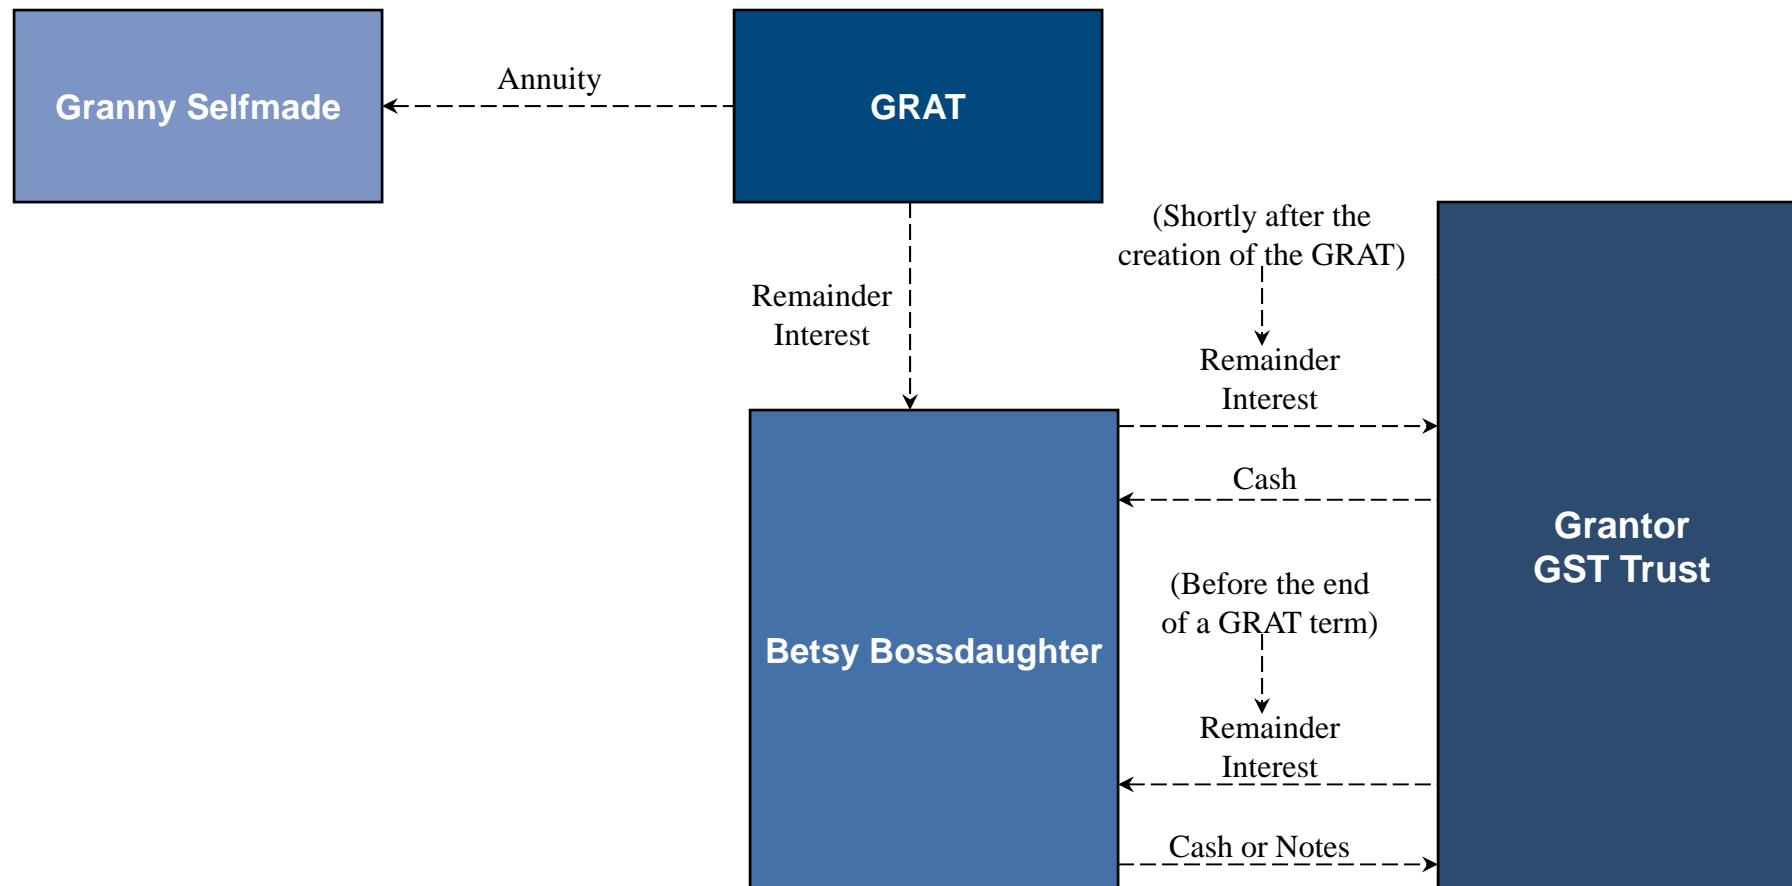 Granny Selfmade
Annuity
GRAT
Remainder
Interest
(Shortly after the
creation of the GRAT)
Remainder
Interest
Cash
Grantor
GST Trust
(Before the end
of a GRAT term)
Betsy Bossdaughter
Remainder
Interest
Cash or Notes